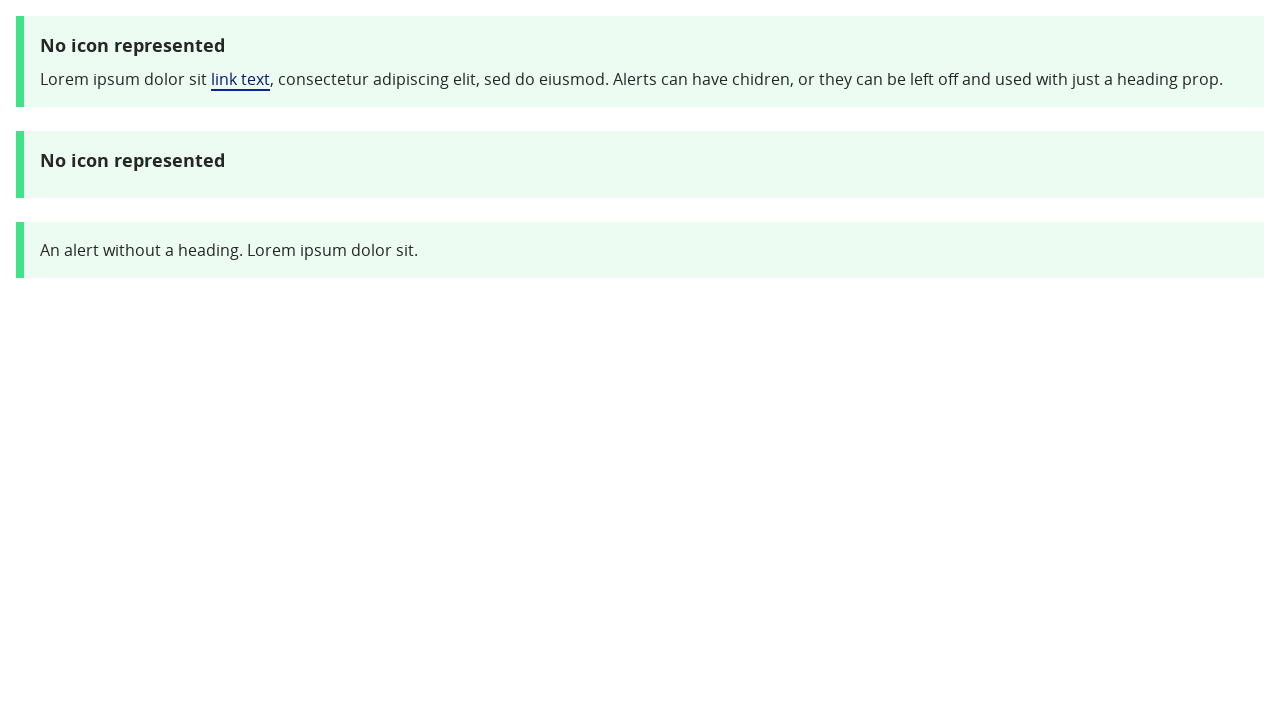 No icon represented
Lorem ipsum dolor sit link text, consectetur adipiscing elit, sed do eiusmod. Alerts can have chidren, or they can be left off and used with just a heading prop.
No icon represented
An alert without a heading. Lorem ipsum dolor sit.